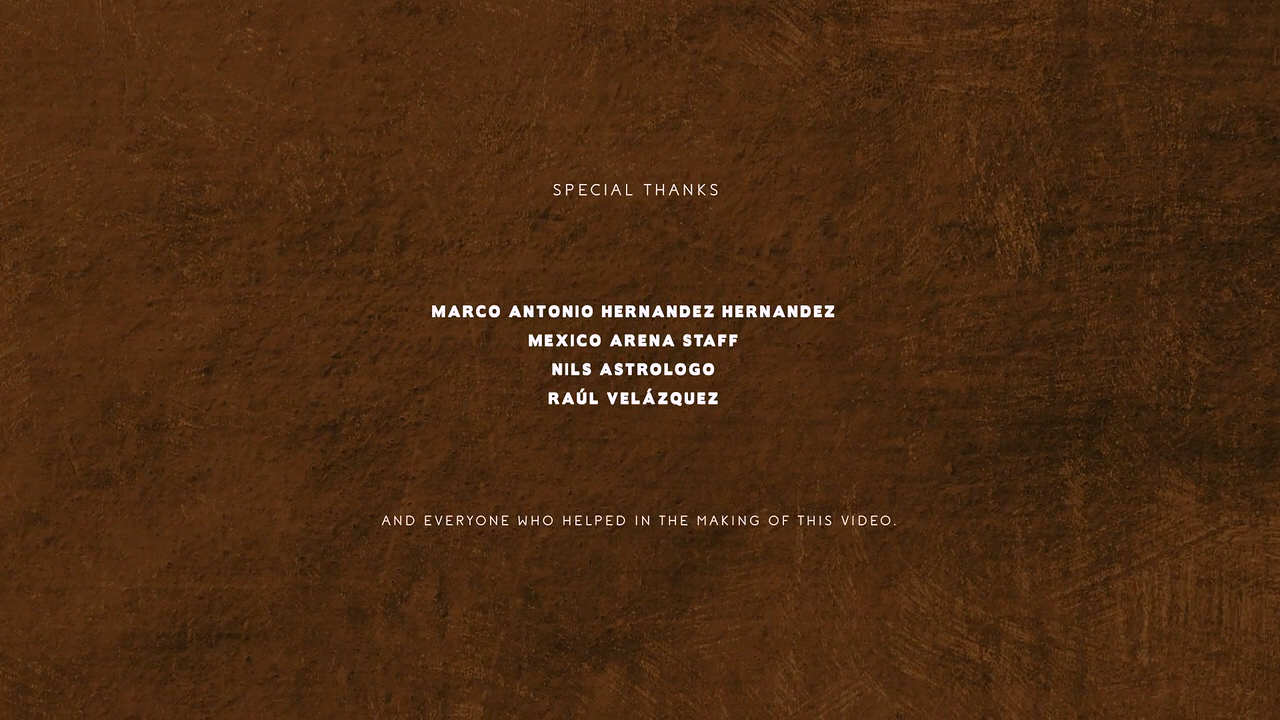 SPECIAL THANKS
MARCO ANTONIO HERNANDEZ HERNANDEZ
MEXICO ARENA STAFF
NILS ASTROLOGO
RAÚL VELÁZQUEZ
AND EVERYONE WHO HELPED IN THE MAKING OF THIS VIDEO.